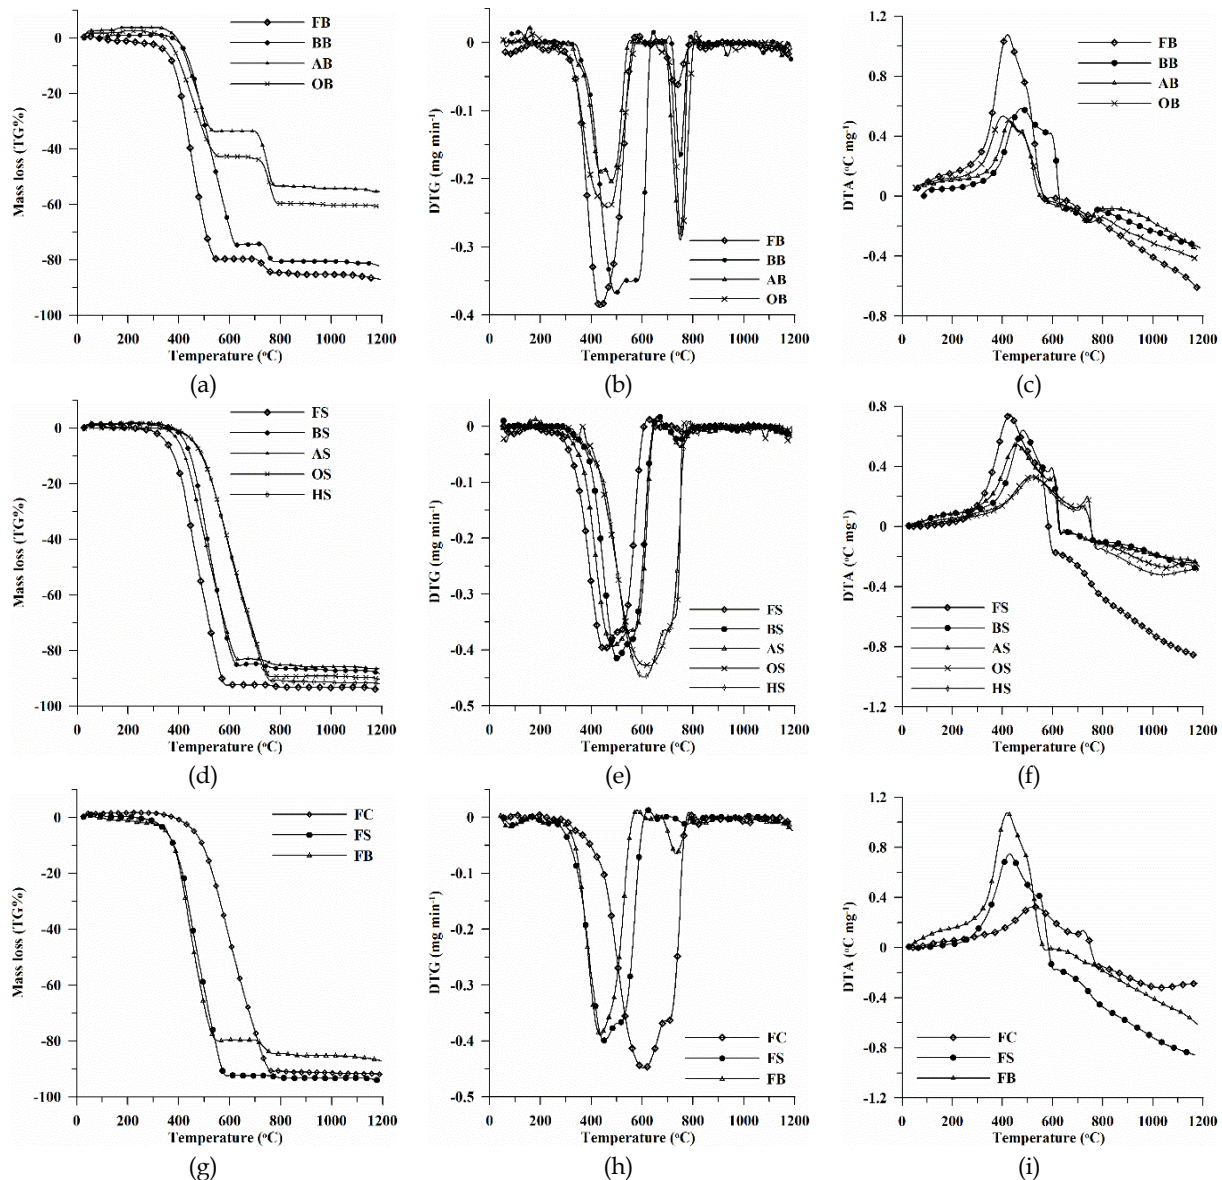 FB
BB
AB
OB
0
-20
-40
-60
-80
-100
0 200 400 600 800 1000 1200
Mass loss (TG%)
Temperature (°C)
(a)
0
-0.1
-0.2
-0.3
-0.4
FB
BB
AB
OB
0 200 400 600 800 1000 1200
DTG (mg min⁻¹)
Temperature (°C)
(b)
1.2
0.8
0.4
0
-0.4
-0.8
FB
BB
AB
OB
0 200 400 600 800 1000 1200
DTA (°C mg⁻¹)
Temperature (°C)
(c)
FS
BS
AS
OS
HS
0
-20
-40
-60
-80
-100
0 200 400 600 800 1000 1200
Mass loss (TG%)
Temperature (°C)
(d)
0
-0.1
-0.2
-0.3
-0.4
-0.5
FS
BS
AS
OS
HS
0 200 400 600 800 1000 1200
DTG (mg min⁻¹)
Temperature (°C)
(e)
0.8
0.4
0
-0.4
-0.8
-1.2
FS
BS
AS
OS
HS
0 200 400 600 800 1000 1200
DTA (°C mg⁻¹)
Temperature (°C)
(f)
FC
FS
FB
0
-20
-40
-60
-80
-100
0 200 400 600 800 1000 1200
Mass loss (TG%)
Temperature (°C)
(g)
0
-0.1
-0.2
-0.3
-0.4
-0.5
FC
FS
FB
0 200 400 600 800 1000 1200
DTG (mg min⁻¹)
Temperature (°C)
(h)
1.2
0.8
0.4
0
-0.4
-0.8
-1.2
FC
FS
FB
0 200 400 600 800 1000 1200
DTA (°C mg⁻¹)
Temperature (°C)
(i)